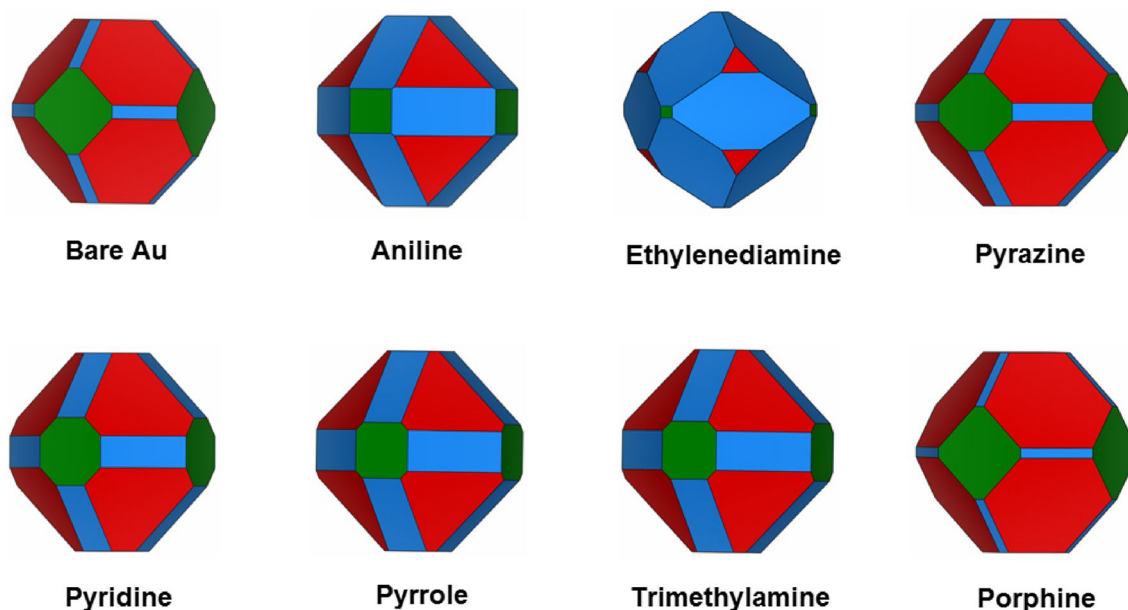 Bare Au
Aniline
Ethylenediamine
Pyrazine
Pyridine
Pyrrole
Trimethylamine
Porphine